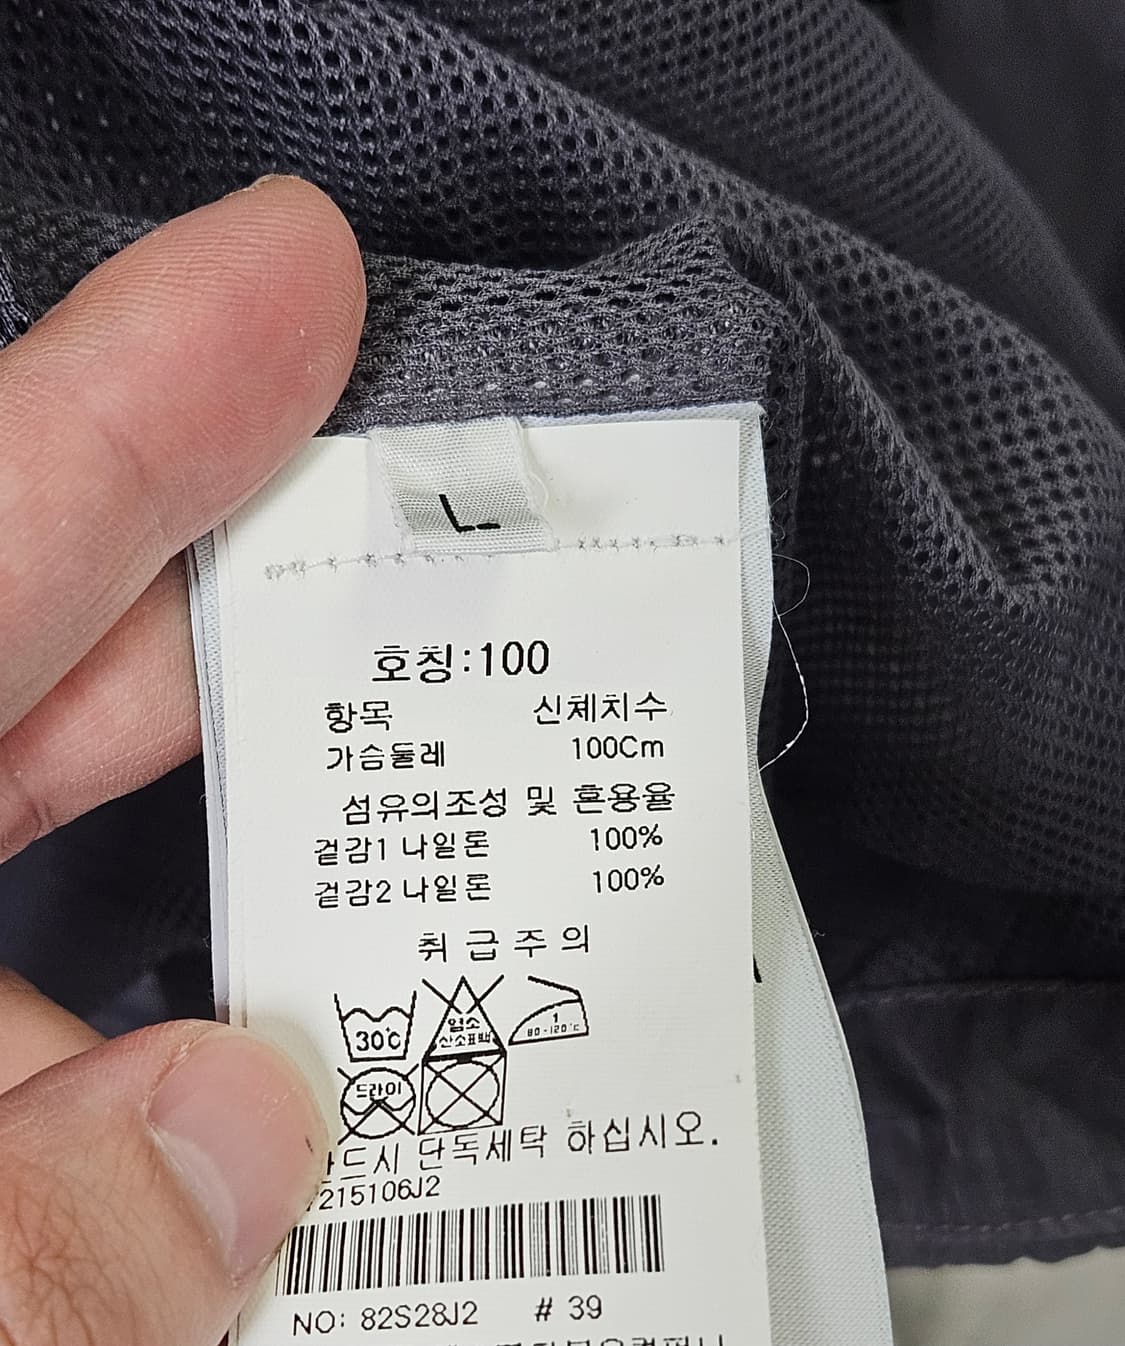 L
호칭:100
항목 신체치수
가슴둘레 100Cm
섬유의조성 및 혼용율
겉감1 나일론 100%
겉감2 나일론 100%
취급주의
30℃
염소
산소표백
1
80-120℃
드라이
단독세탁 하십시오.
215106J2
NO: 82S28J2 # 39